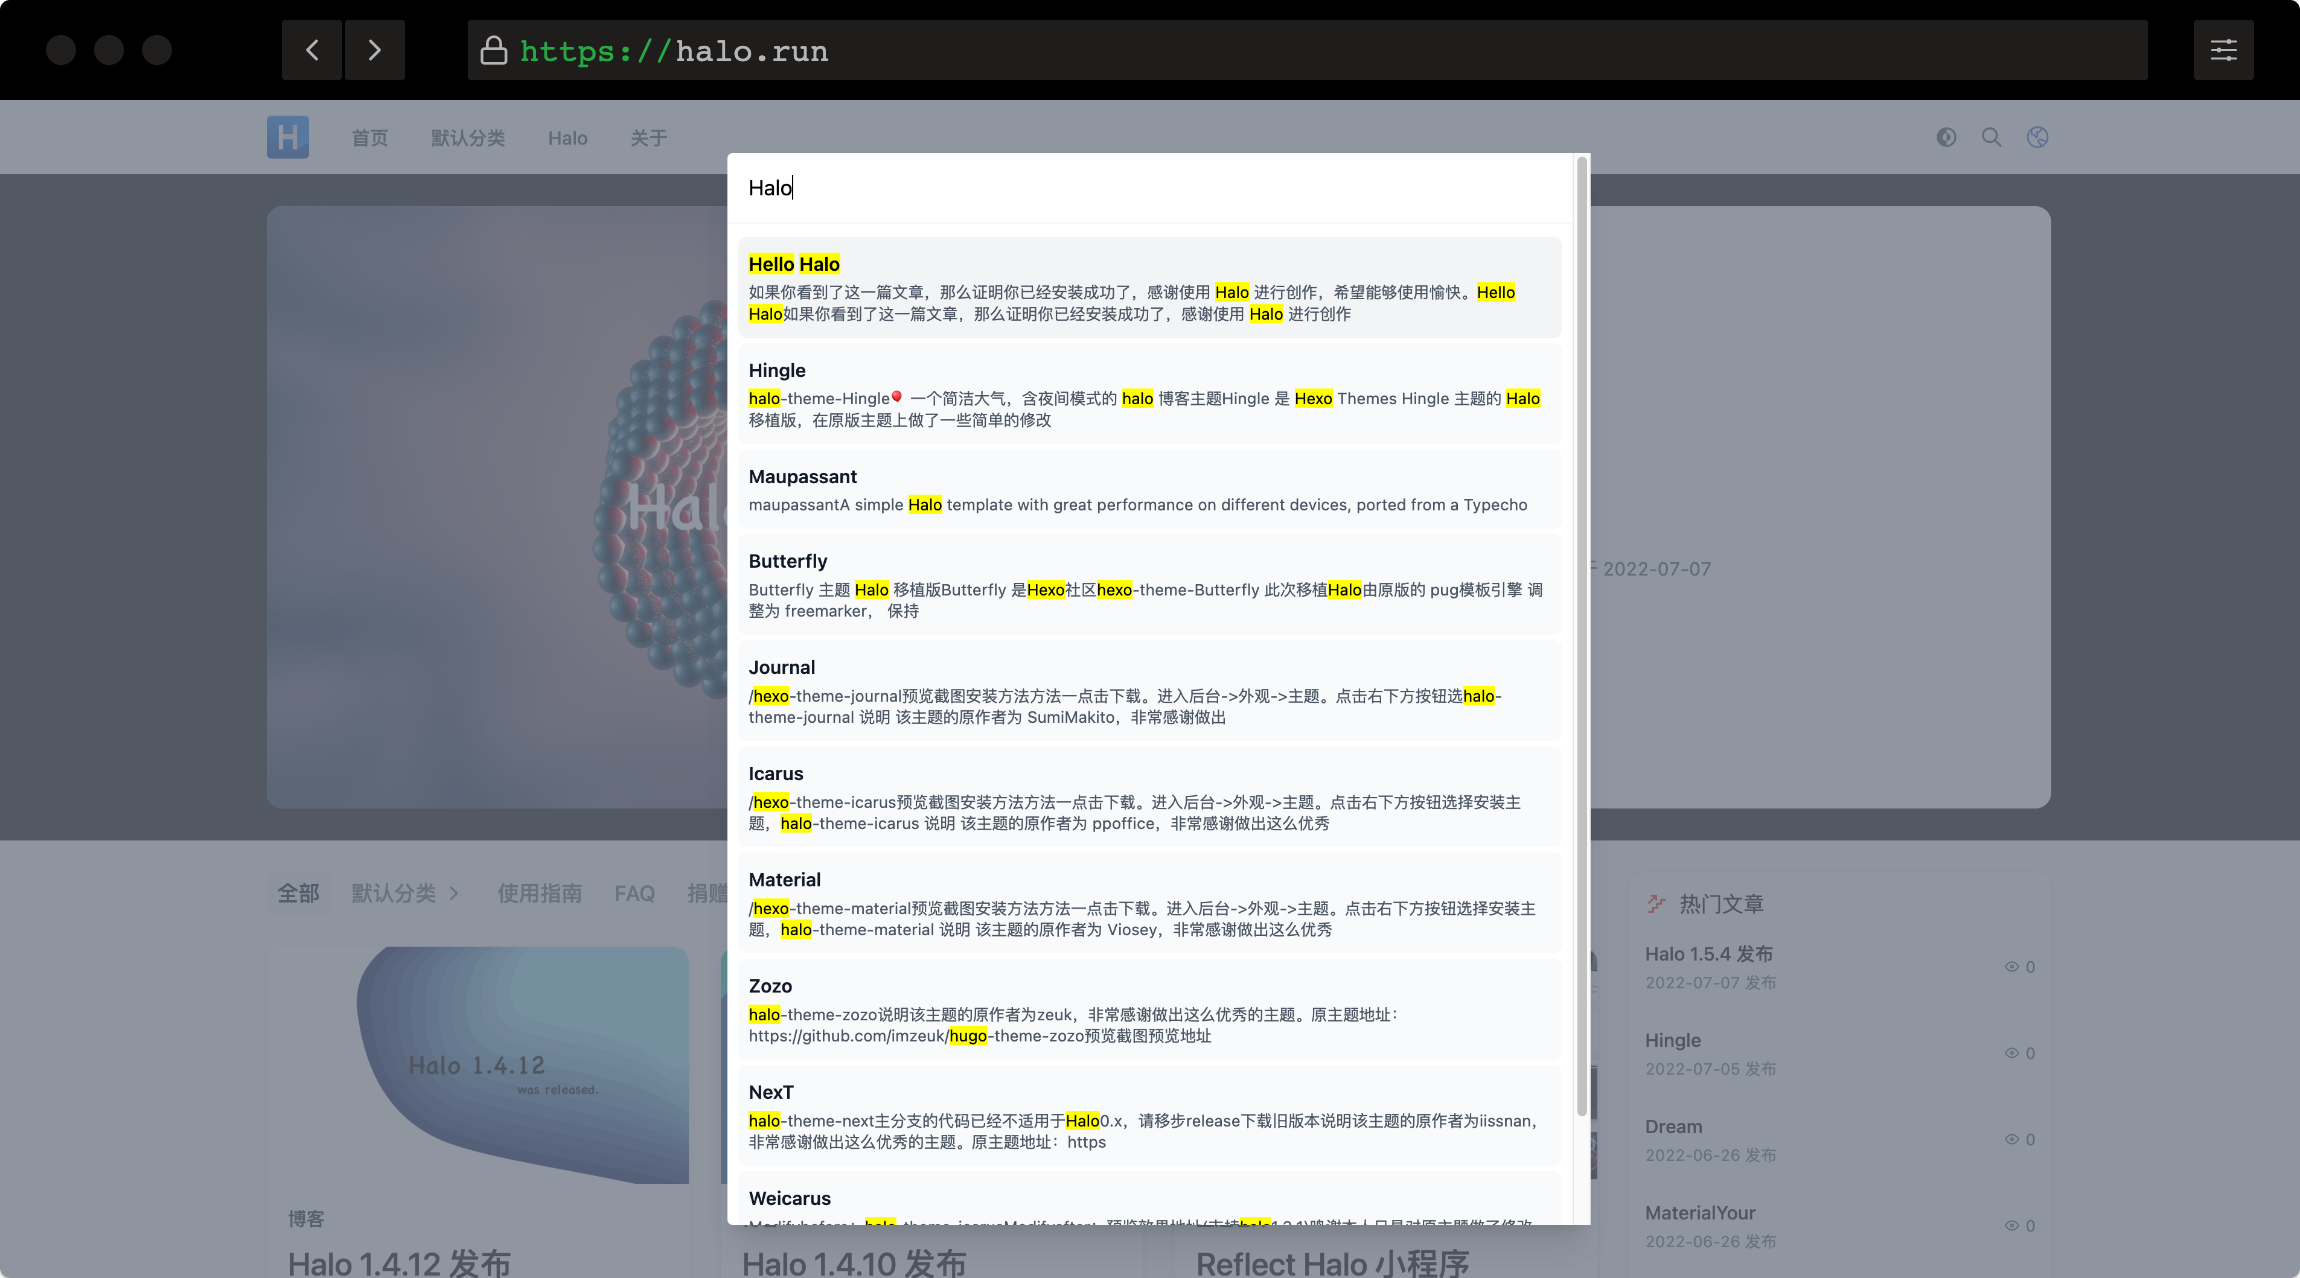 https://halo.run
首页 默认分类 Halo 关于
Halo
Hello Halo
如果你看到了这一篇文章，那么证明你已经安装成功了，感谢使用 Halo 进行创作，希望能够使用愉快。Hello
Halo如果你看到了这一篇文章，那么证明你已经安装成功了，感谢使用 Halo 进行创作
Hingle
halo-theme-Hingle🎈 一个简洁大气，含夜间模式的 halo 博客主题Hingle 是 Hexo Themes Hingle 主题的 Halo
移植版，在原版主题上做了一些简单的修改
Maupassant
maupassantA simple Halo template with great performance on different devices, ported from a Typecho
Butterfly
Butterfly 主题 Halo 移植版Butterfly 是Hexo社区hexo-theme-Butterfly 此次移植Halo由原版的 pug模板引擎 调
整为 freemarker， 保持
Journal
/hexo-theme-journal预览截图安装方法方法一点击下载。进入后台->外观->主题。点击右下方按钮选halo-
theme-journal 说明 该主题的原作者为 SumiMakito，非常感谢做出
Icarus
/hexo-theme-icarus预览截图安装方法方法一点击下载。进入后台->外观->主题。点击右下方按钮选择安装主
题，halo-theme-icarus 说明 该主题的原作者为 ppoffice，非常感谢做出这么优秀
Material
/hexo-theme-material预览截图安装方法方法一点击下载。进入后台->外观->主题。点击右下方按钮选择安装主
题，halo-theme-material 说明 该主题的原作者为 Viosey，非常感谢做出这么优秀
Zozo
halo-theme-zozo说明该主题的原作者为zeuk，非常感谢做出这么优秀的主题。原主题地址：
https://github.com/imzeuk/hugo-theme-zozo预览截图预览地址
NexT
halo-theme-next主分支的代码已经不适用于Halo0.x，请移步release下载旧版本说明该主题的原作者为iissnan，
非常感谢做出这么优秀的主题。原主题地址：https
Weicarus
Halo
2022-07-07
全部 默认分类 使用指南 FAQ 捐赠
Halo 1.4.12
was released.
博客
Halo 1.4.12 发布
Halo 1.4.10 发布
Reflect Halo 小程序
热门文章
Halo 1.5.4 发布
2022-07-07 发布
0
Hingle
2022-07-05 发布
0
Dream
2022-06-26 发布
0
MaterialYour
2022-06-26 发布
0